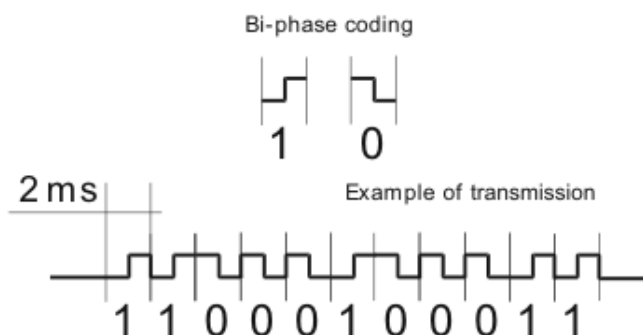 Bi-phase coding
1 0
2 ms
Example of transmission
1 1 0 0 0 1 0 0 0 1 1